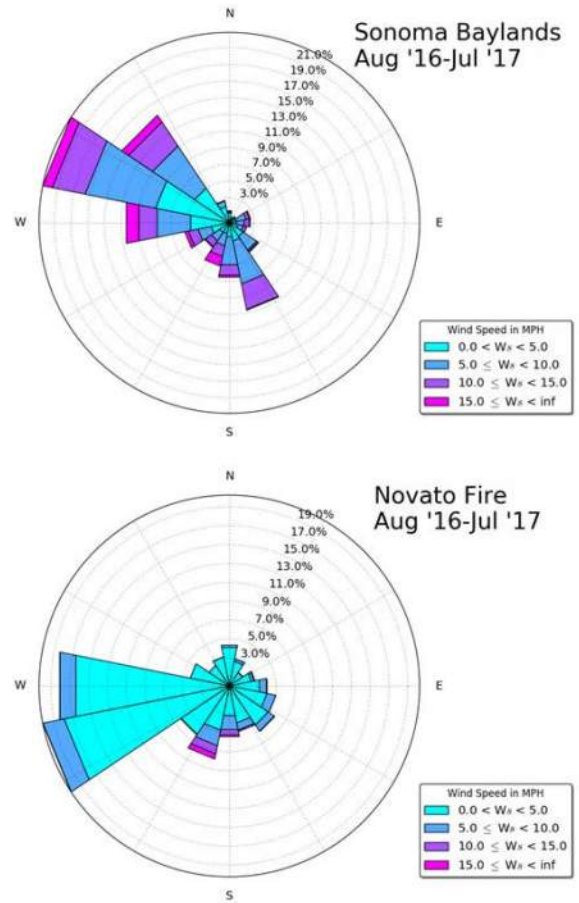 N
Sonoma Baylands
Aug '16-Jul '17
21.0%
19.0%
17.0%
15.0%
13.0%
11.0%
9.0%
7.0%
5.0%
3.0%
W
E
Wind Speed in MPH
0.0 < Ws < 5.0
5.0 ≤ Ws < 10.0
10.0 ≤ Ws < 15.0
15.0 ≤ Ws < inf
S
N
Novato Fire
Aug '16-Jul '17
19.0%
17.0%
15.0%
13.0%
11.0%
9.0%
7.0%
5.0%
3.0%
W
E
Wind Speed in MPH
0.0 < Ws < 5.0
5.0 ≤ Ws < 10.0
10.0 ≤ Ws < 15.0
15.0 ≤ Ws < inf
S